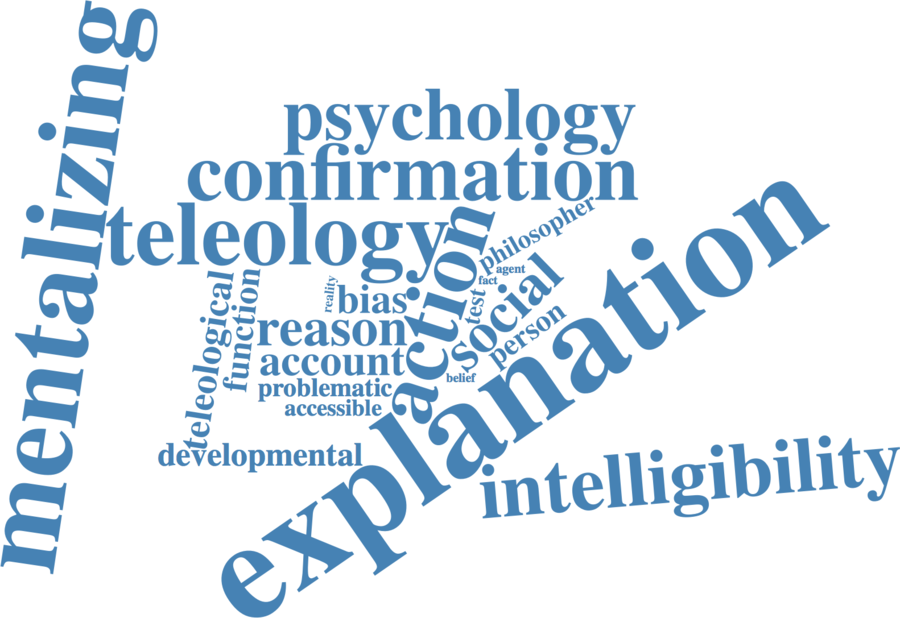 mentalizing
psychology
confirmation
teleology
action
philosopher
agent
fact
reality
bias
test
social
teleological
function
reason
person
account
belief
problematic
accessible
explanation
developmental
intelligibility